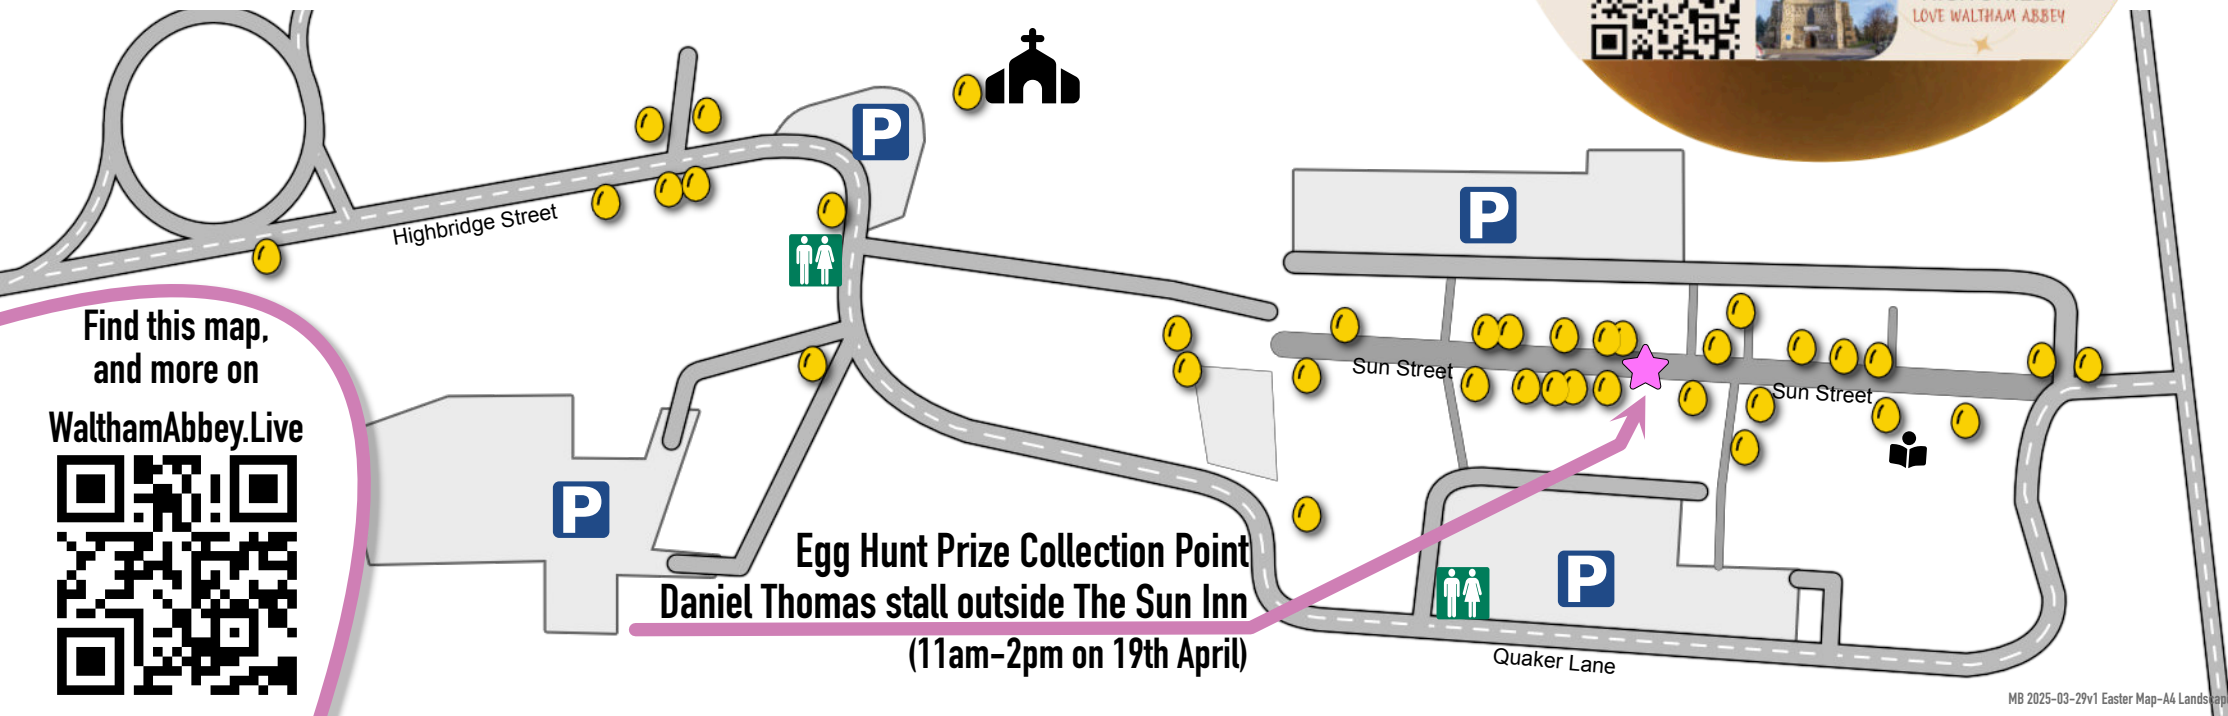 LOVE WALTHAM ABBEY
P
Highbridge Street
P
Find this map,
and more on
WalthamAbbey.Live
Sun Street
Sun Street
P
Egg Hunt Prize Collection Point
Daniel Thomas stall outside The Sun Inn
(11am-2pm on 19th April)
P
Quaker Lane
MB 2025-03-29v1 Easter Map-A4 Landscap